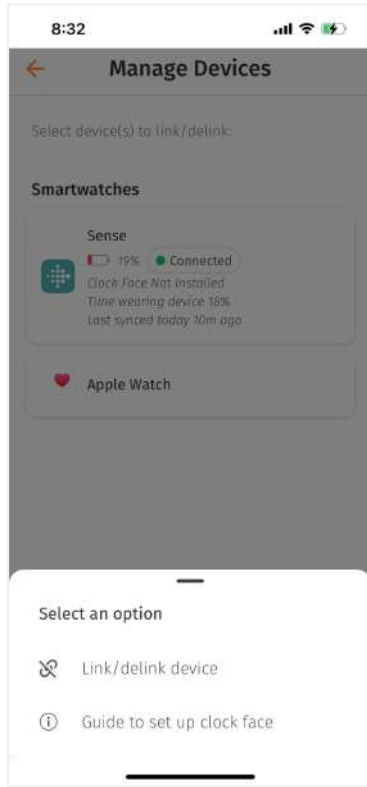 8:32
Manage Devices
Select device(s) to link/delink:
Smartwatches
Sense
19% Connected
Clock Face Not Installed
Time wearing device 18%
Last synced today 10m ago
Apple Watch
Select an option
Link/delink device
Guide to set up clock face